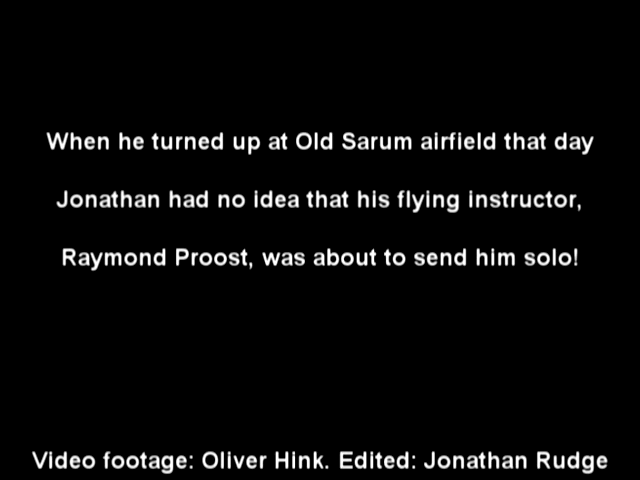 When he turned up at Old Sarum airfield that day
Jonathan had no idea that his flying instructor,
Raymond Proost, was about to send him solo!
Video footage: Oliver Hink. Edited: Jonathan Rudge